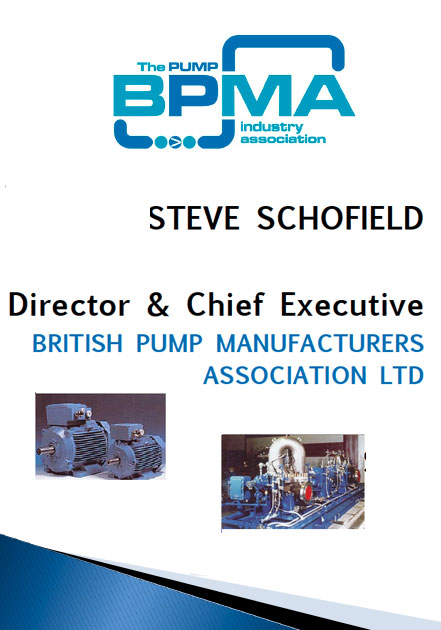 The PUMP
BPMA
industry
association
STEVE SCHOFIELD
Director & Chief Executive
BRITISH PUMP MANUFACTURERS
ASSOCIATION LTD